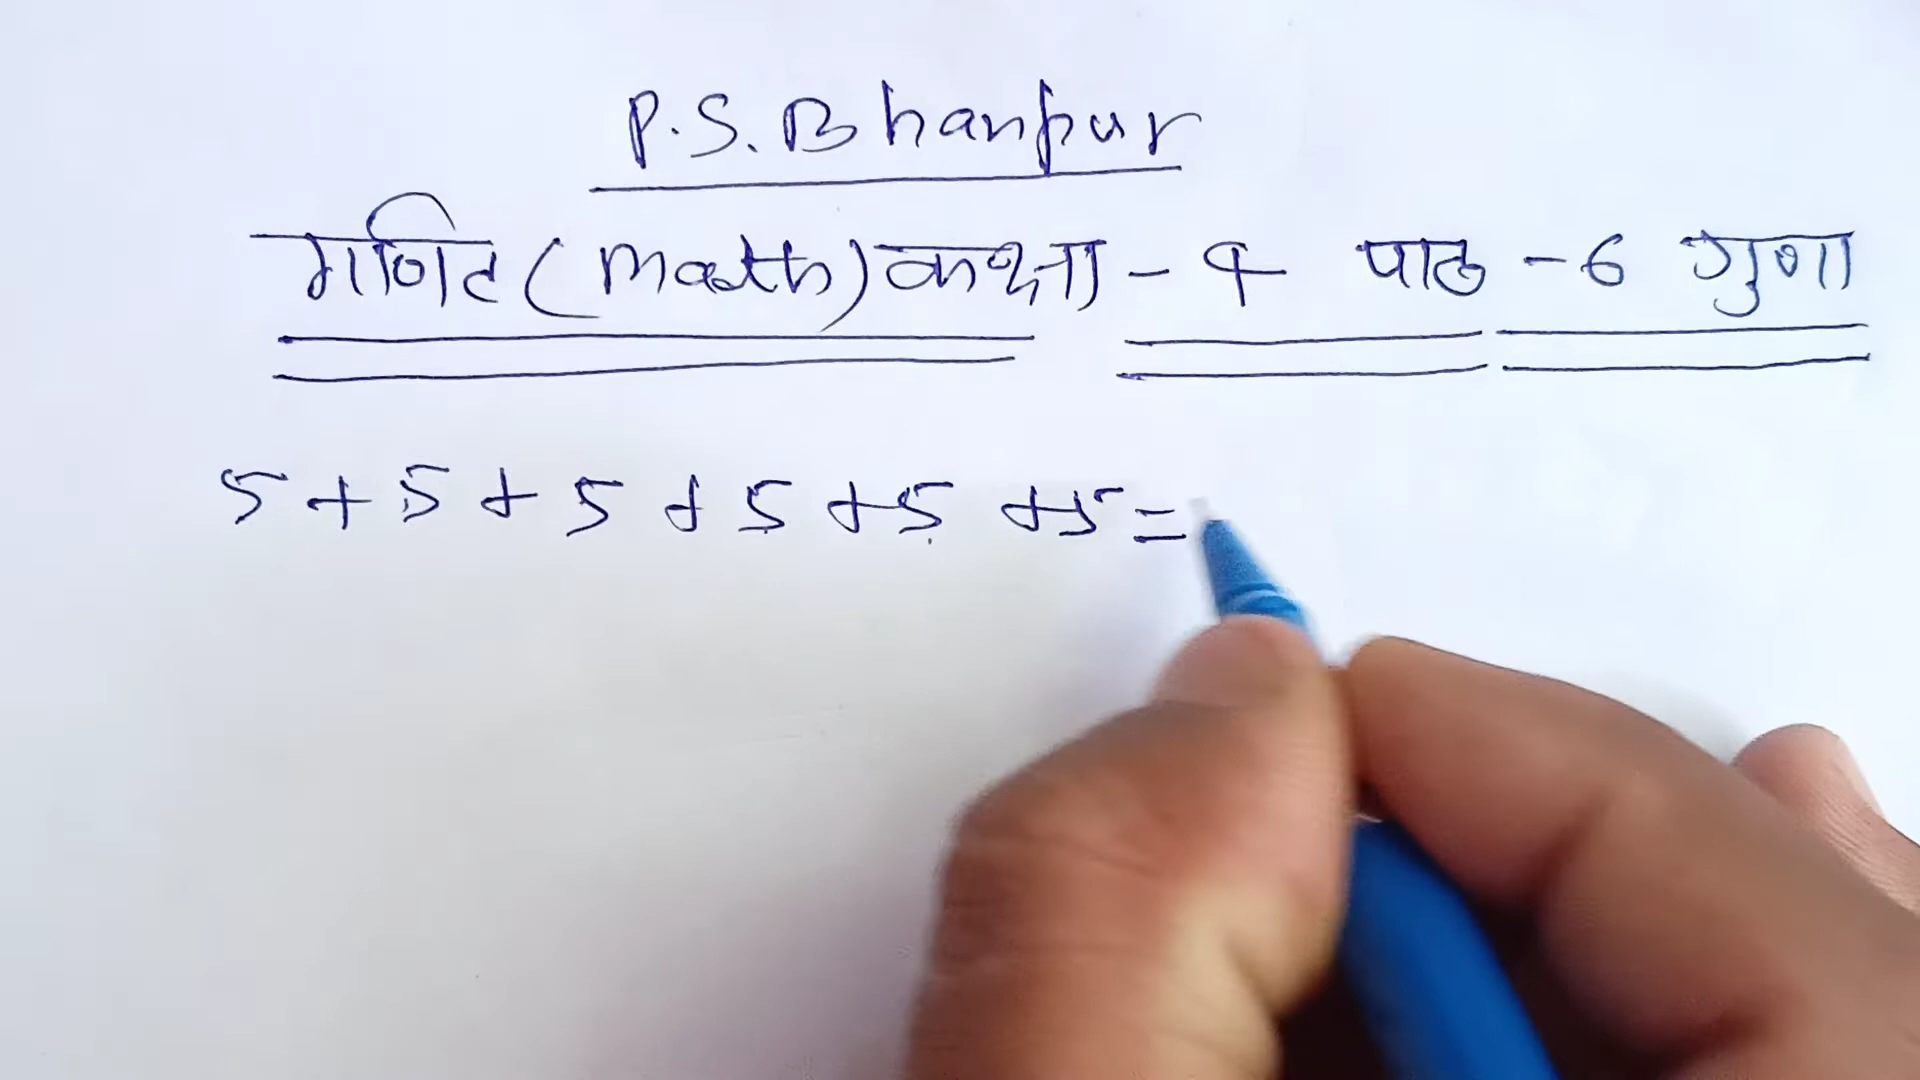 P.S. Bhanpur
गणित (math) कक्षा - 4 पाठ - 6 गुणा
5 + 5 + 5 + 5 + 5 + 5 =